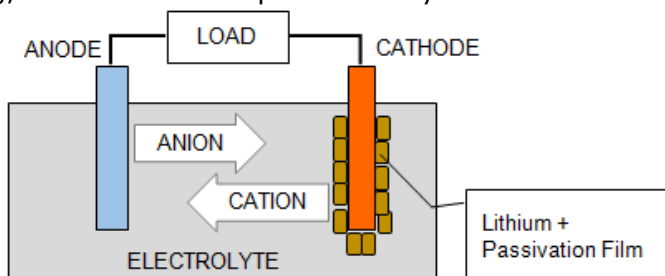 LOAD
ANODE
CATHODE
ANION
CATION
Lithium +
Passivation Film
ELECTROLYTE